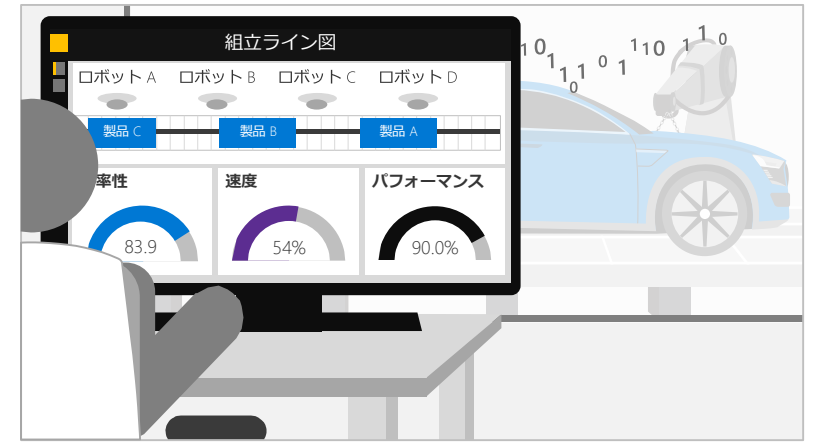 組立ライン図
ロボット A ロボット B ロボット C ロボット D
製品 C 製品 B 製品 A
率性 速度 パフォーマンス
83.9 54% 90.0%
1 0 1 1 1 0 1 1 1 0 1 1 0
0